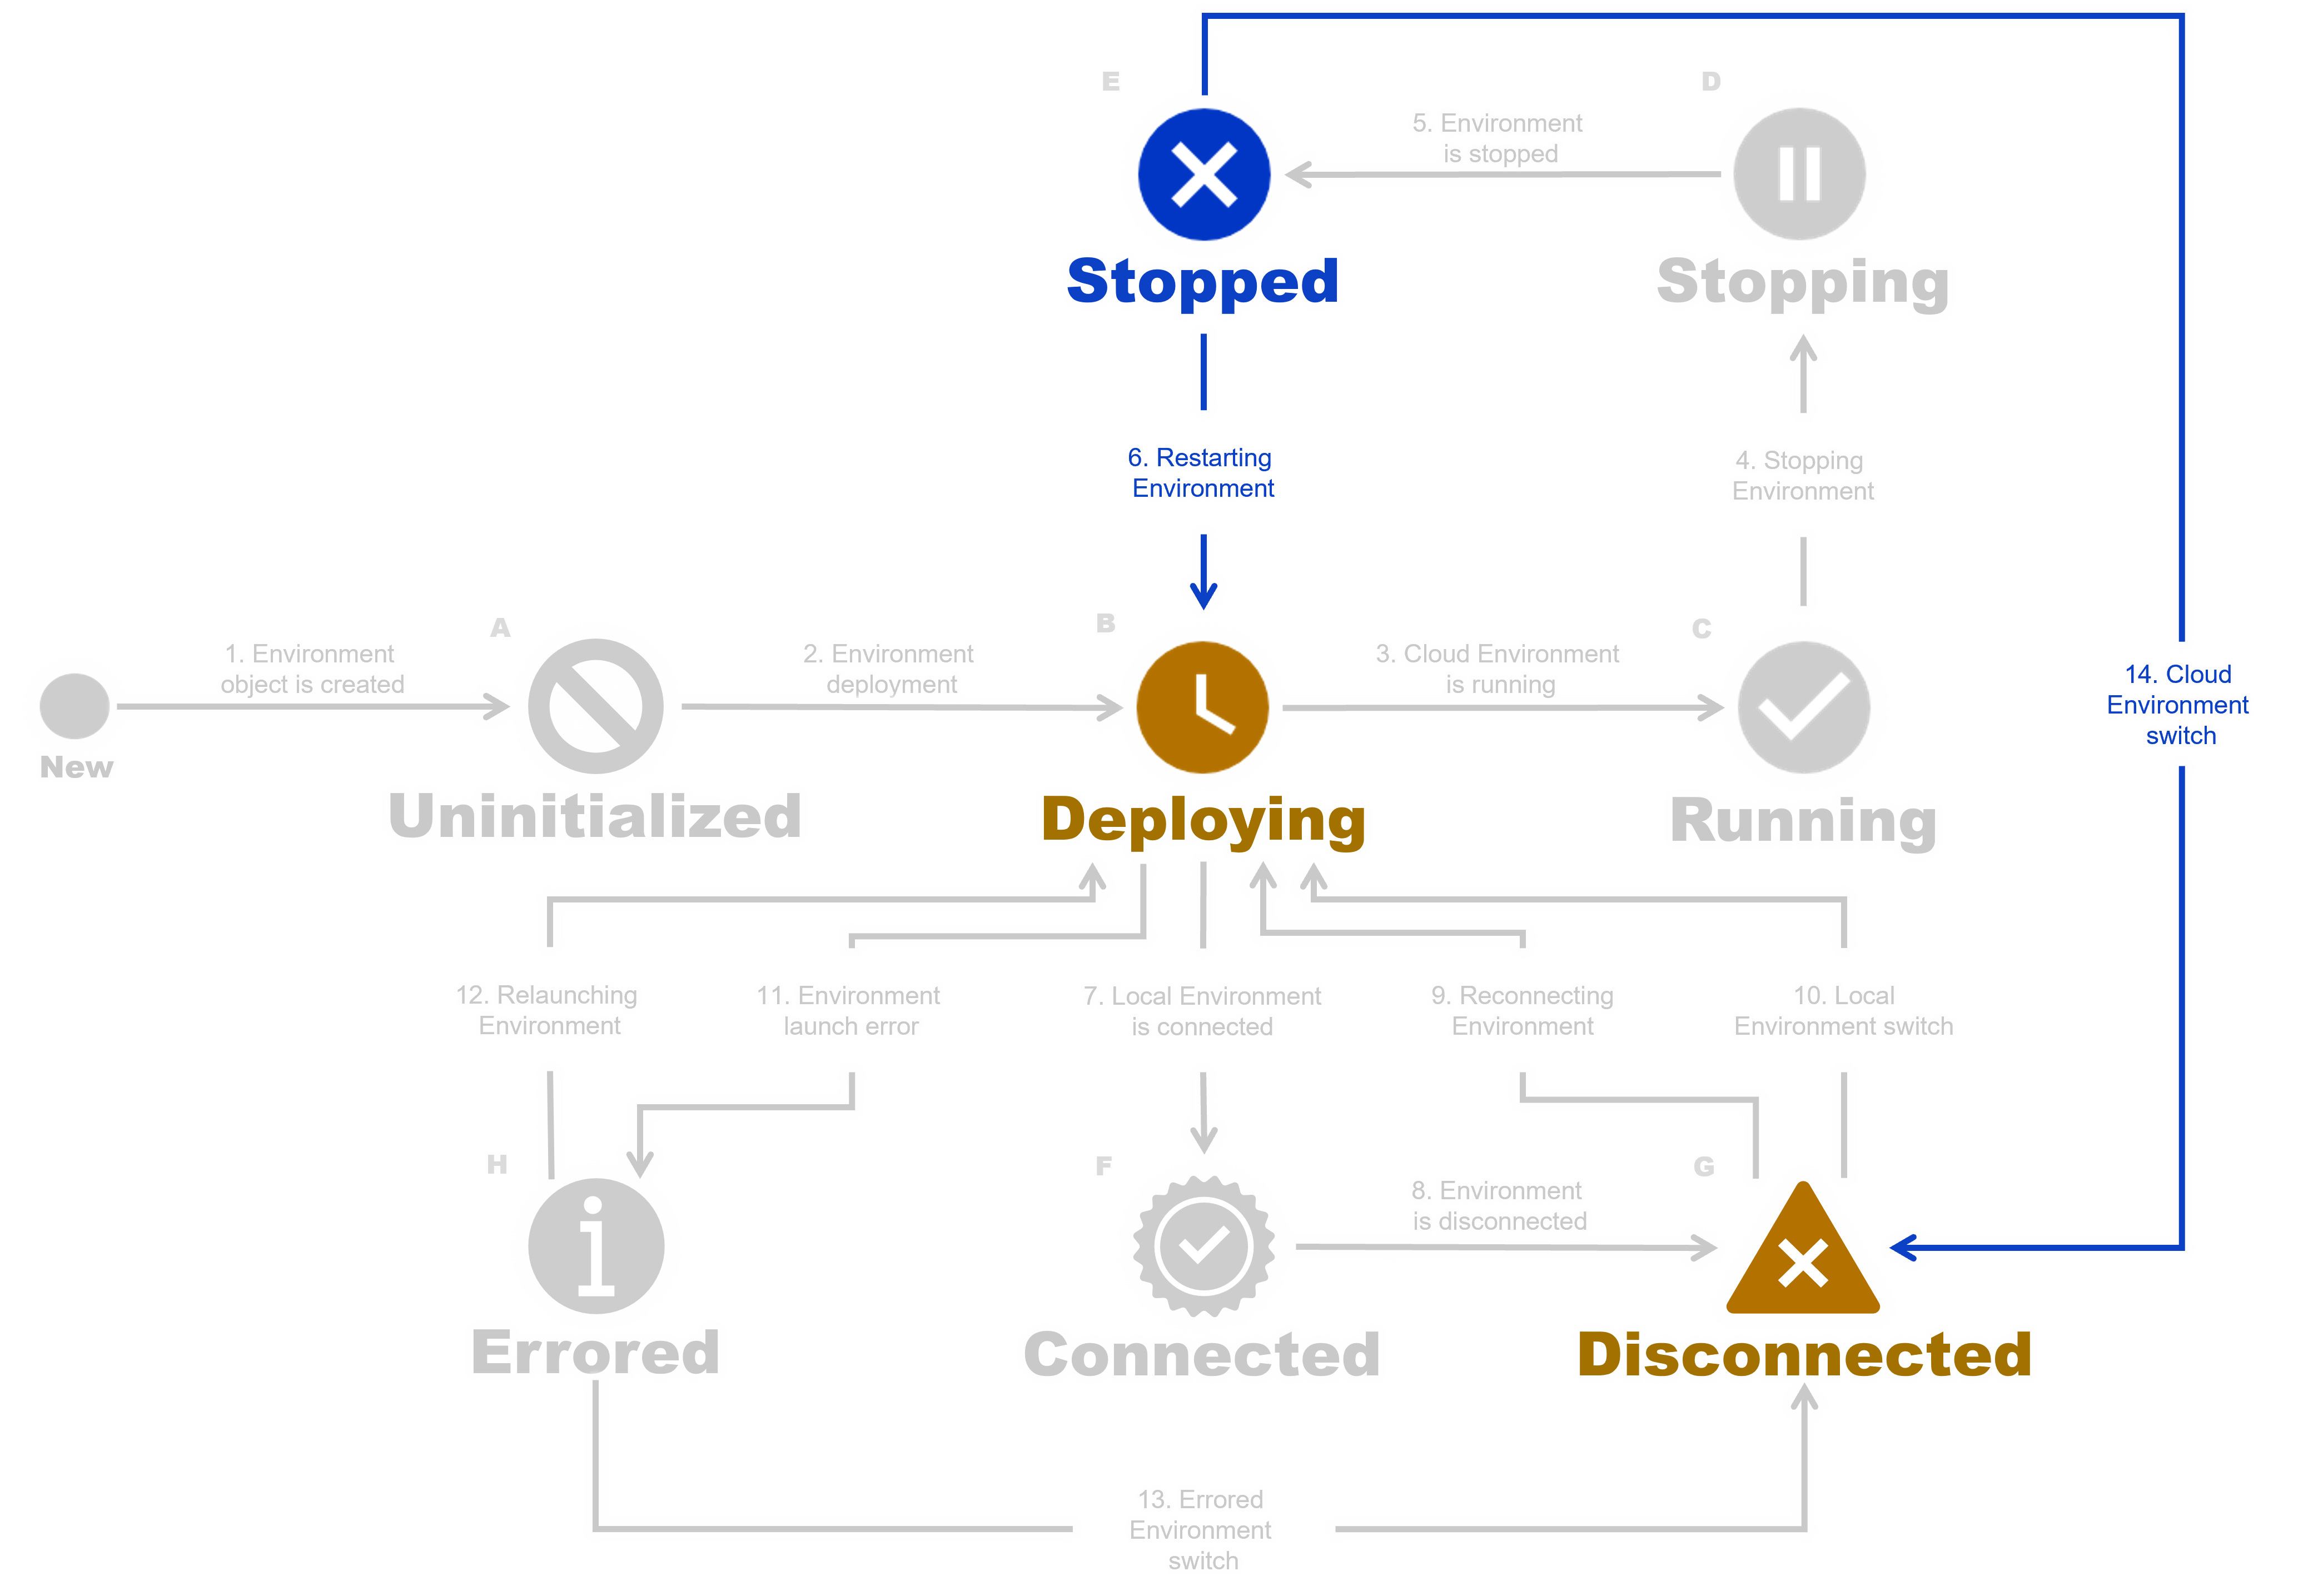 E
D
5. Environment
is stopped
Stopped
Stopping
6. Restarting
Environment
4. Stopping
Environment
A
B
C
1. Environment
object is created
2. Environment
deployment
3. Cloud Environment
is running
14. Cloud
Environment
switch
New
Uninitialized
Deploying
Running
12. Relaunching
Environment
11. Environment
launch error
7. Local Environment
is connected
9. Reconnecting
Environment
10. Local
Environment switch
H
F
G
8. Environment
is disconnected
Errored
Connected
Disconnected
13. Errored
Environment
switch